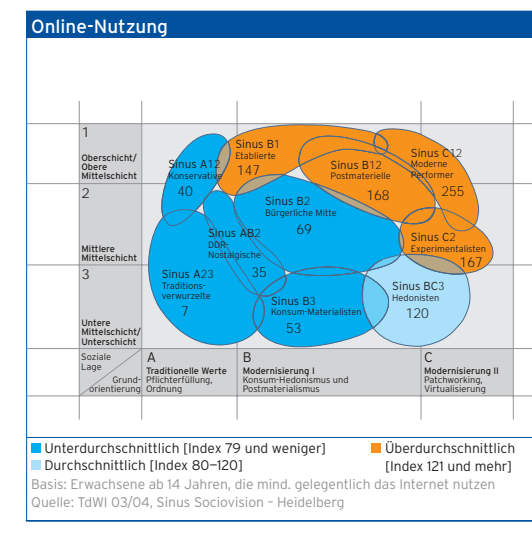 Online-Nutzung
1
Oberschicht/
Obere
Mittelschicht
2
Mittlere
Mittelschicht
3
Untere
Mittelschicht/
Unterschicht
Sinus A12
Konservative
40
Sinus B1
Etablierte
147
Sinus B12
Postmaterielle
168
Sinus C12
Moderne
Performer
255
Sinus B2
Bürgerliche Mitte
69
Sinus AB2
DDR-
Nostalgische
35
Sinus C2
Experimentalisten
167
Sinus A23
Traditions-
verwurzelte
7
Sinus B3
Konsum-Materialisten
53
Sinus BC3
Hedonisten
120
Soziale
Lage
Grund-
orientierung
A
Traditionelle Werte
Pflichterfüllung,
Ordnung
B
Modernisierung I
Konsum-Hedonismus und
Postmaterialismus
C
Modernisierung II
Patchworking,
Virtualisierung
Unterdurchschnittlich [Index 79 und weniger]
Durchschnittlich [Index 80–120]
Überdurchschnittlich
[Index 121 und mehr]
Basis: Erwachsene ab 14 Jahren, die mind. gelegentlich das Internet nutzen
Quelle: TdWI 03/04, Sinus Sociovision – Heidelberg